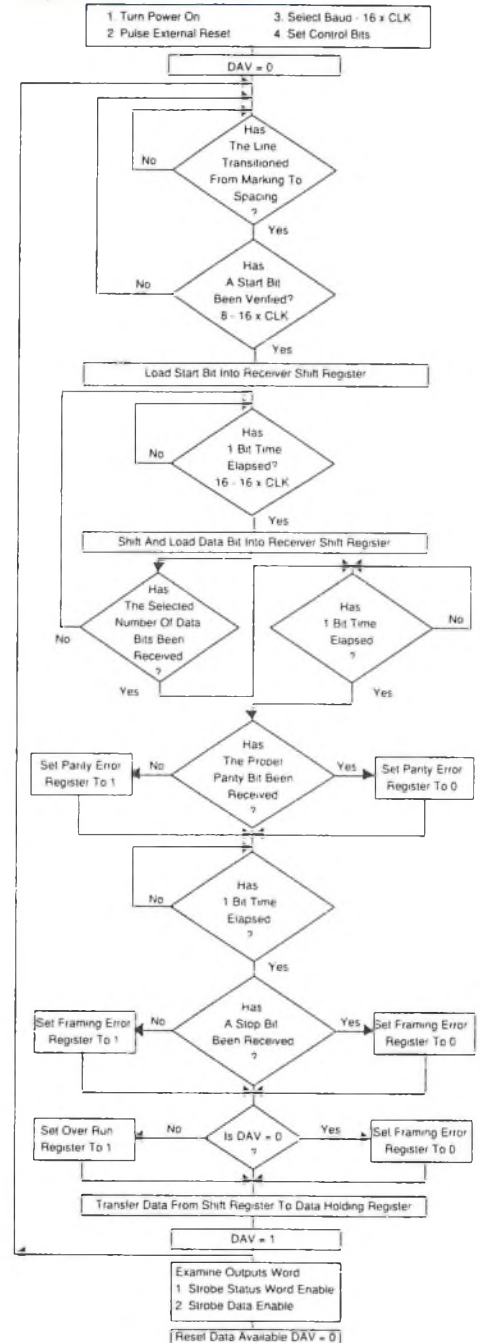 1. Turn Power On
2 Pulse External Reset
3. Select Baud - 16 x CLK
4. Set Control Bits
DAV = 0
Has
The Line
Transitioned
From Marking To
Spacing
?
No
Yes
Has
A Start Bit
Been Verified?
8 - 16 x CLK
No
Yes
Load Start Bit Into Receiver Shift Register
Has
1 Bit Time
Elapsed?
16 - 16 x CLK
No
Yes
Shift And Load Data Bit Into Receiver Shift Register
Has
The Selected
Number Of Data
Bits Been
Received
?
No
Yes
Has
1 Bit Time
Elapsed
?
No
Yes
Has
The Proper
Parity Bit Been
Received
?
No
Yes
Set Parity Error
Register To 1
Set Parity Error
Register To 0
Has
1 Bit Time
Elapsed
?
No
Yes
Has
A Stop Bit
Been Received
?
No
Yes
Set Framing Error
Register To 1
Set Framing Error
Register To 0
Is DAV = 0
?
No
Yes
Set Over Run
Register To 1
Set Framing Error
Register To 0
Transfer Data From Shift Register To Data Holding Register
DAV = 1
Examine Outputs Word
1 Strobe Status Word Enable
2 Strobe Data Enable
Reset Data Available DAV = 0